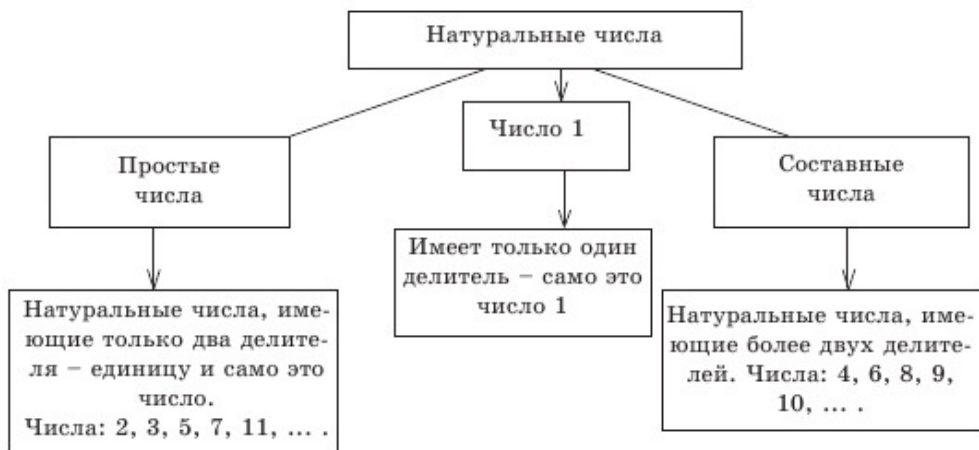 Натуральные числа
Число 1
Простые
числа
Составные
числа
Имеет только один
делитель – само это
число 1
Натуральные числа, име-
ющие только два делите-
ля – единицу и само это
число.
Числа: 2, 3, 5, 7, 11, ... .
Натуральные числа, име-
ющие более двух делите-
лей. Числа: 4, 6, 8, 9,
10, ... .